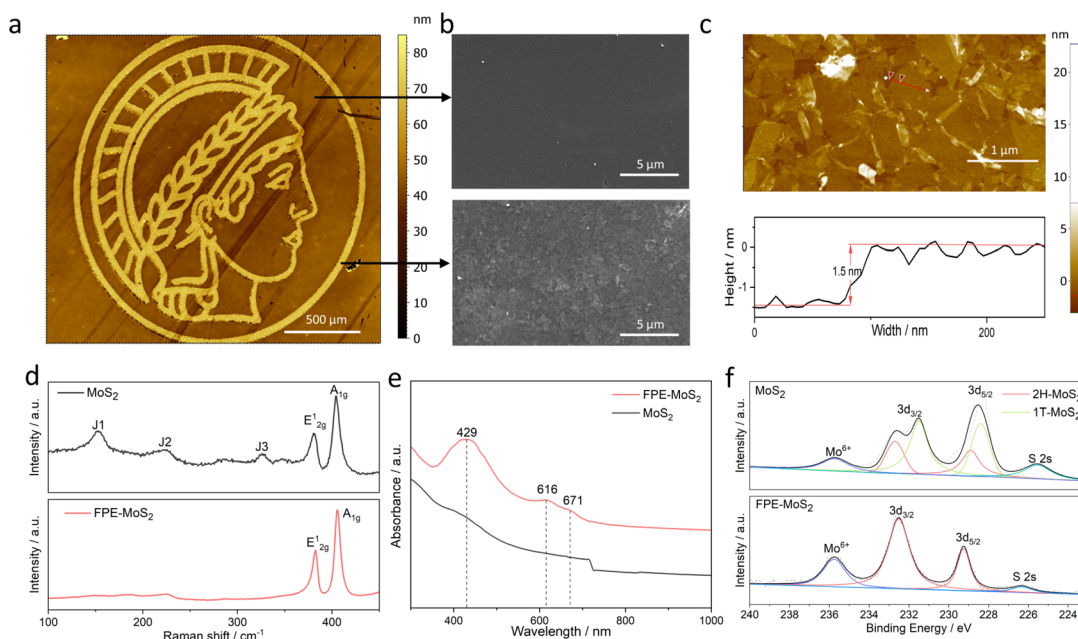 a
nm
80
70
60
50
40
30
20
10
0
500 µm
b
5 µm
5 µm
c
nm
20
15
10
5
0
1 µm
Height / nm
0
-1
1.5 nm
0
200
Width / nm
d
Intensity / a.u.
MoS2
J1
J2
J3
E¹2g
A1g
Intensity / a.u.
FPE-MoS2
E¹2g
A1g
100
200
300
400
Raman shift / cm-1
e
Absorbance / a.u.
FPE-MoS2
MoS2
429
616
671
300
400
500
600
700
800
900
1000
Wavelength / nm
f
Intensity / a.u.
MoS2
2H-MoS2
1T-MoS2
Mo6+
3d3/2
3d5/2
S 2s
Intensity / a.u.
FPE-MoS2
Mo6+
3d3/2
3d5/2
S 2s
240
238
236
234
233
230
228
226
224
Binding Energy / eV